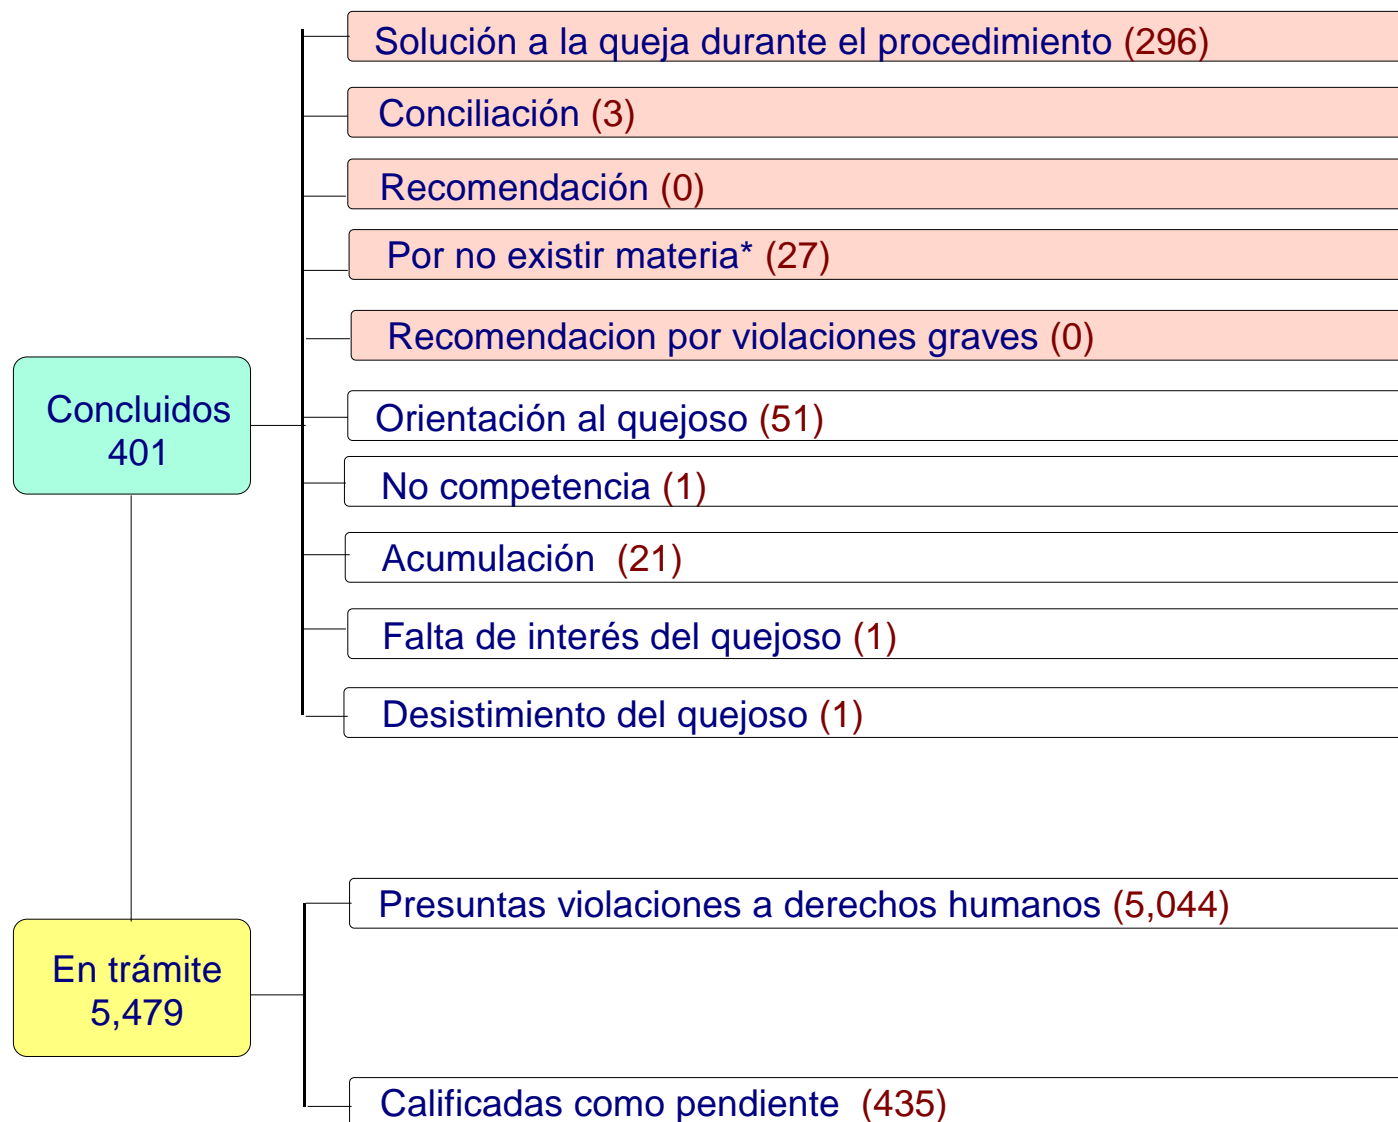 Solución a la queja durante el procedimiento (296)
Conciliación (3)
Recomendación (0)
Por no existir materia* (27)
Recomendacion por violaciones graves (0)
Concluidos
401
Orientación al quejoso (51)
No competencia (1)
Acumulación (21)
Falta de interés del quejoso (1)
Desistimiento del quejoso (1)
Presuntas violaciones a derechos humanos (5,044)
En trámite
5,479
Calificadas como pendiente (435)